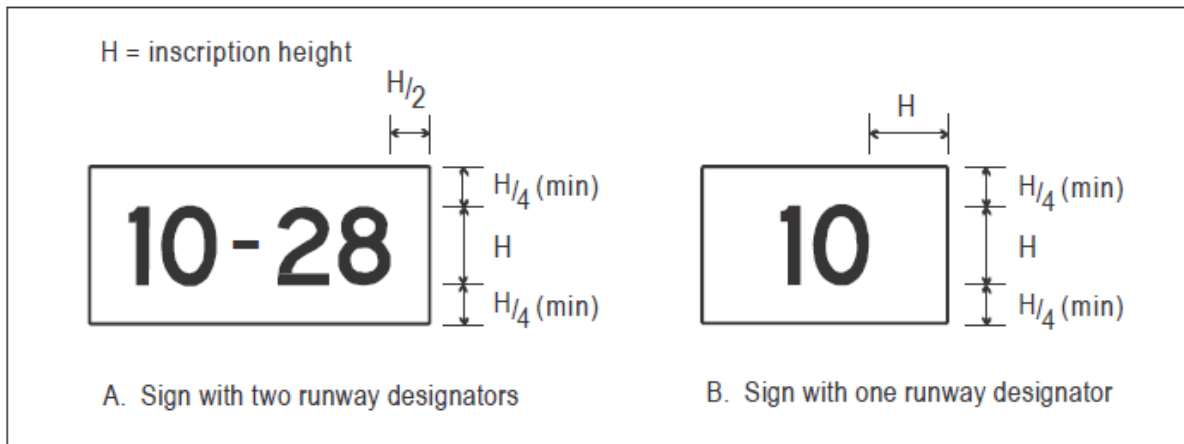 H = inscription height
H/2
H
10-28
H/4 (min)
H
H/4 (min)
10
H/4 (min)
H
H/4 (min)
A. Sign with two runway designators
B. Sign with one runway designator